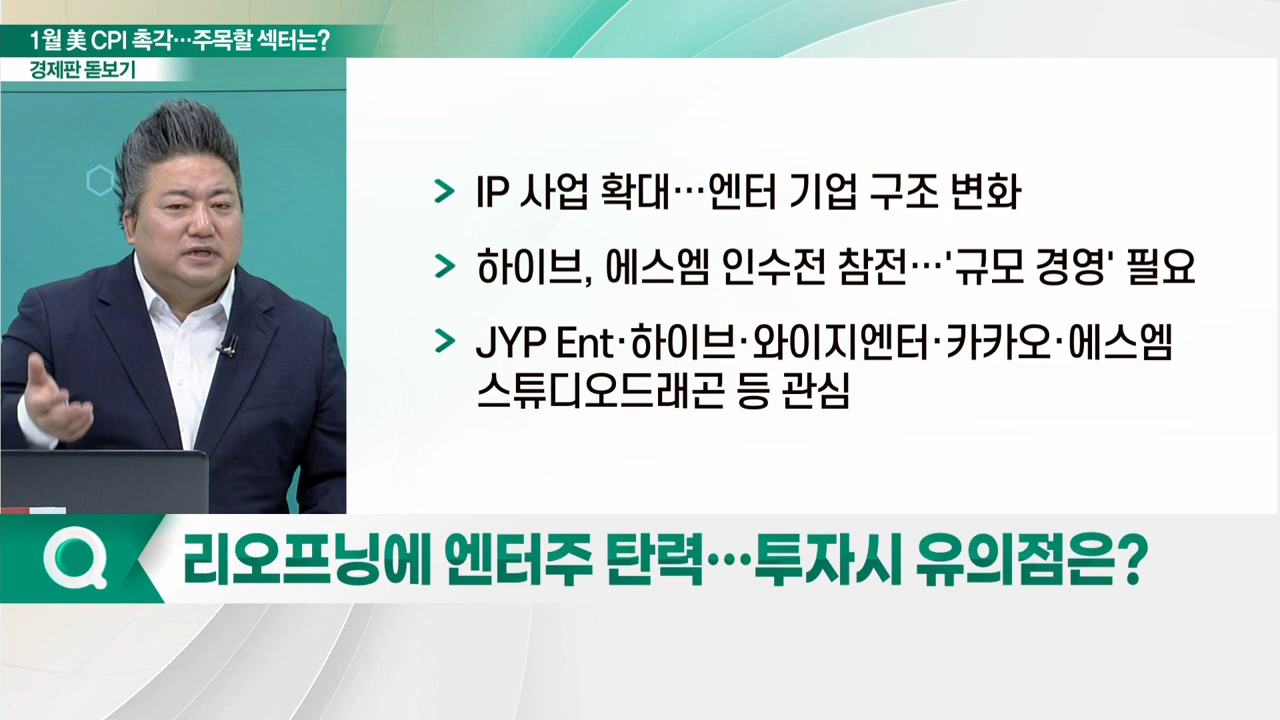 1월 美 CPI 촉각…주목할 섹터는?
경제판 돋보기
> IP 사업 확대…엔터 기업 구조 변화
> 하이브, 에스엠 인수전 참전…'규모 경영' 필요
> JYP Ent·하이브·와이지엔터·카카오·에스엠
스튜디오드래곤 등 관심
Q 리오프닝에 엔터주 탄력…투자시 유의점은?